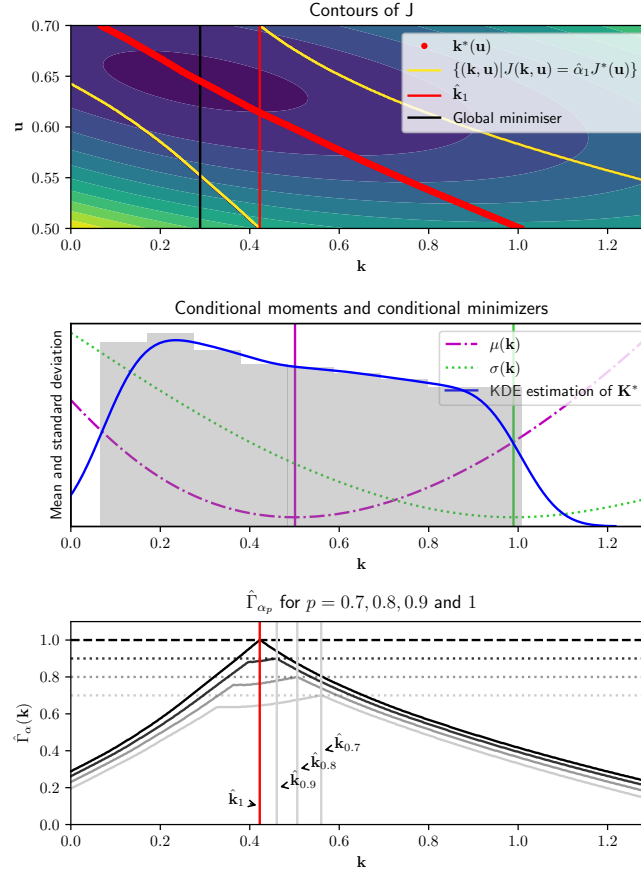 Contours of J
0.70
0.65
0.60
0.55
0.50
u
k*(u)
{(k, u)|J(k, u) = α̂₁J*(u)}
k̂₁
Global minimiser
0.0 0.2 0.4 0.6 0.8 1.0 1.2
k
Conditional moments and conditional minimizers
Mean and standard deviation
μ(k)
σ(k)
KDE estimation of K*
0.0 0.2 0.4 0.6 0.8 1.0 1.2
k
Γ̂_{α_p} for p = 0.7, 0.8, 0.9 and 1
1.0
0.8
0.6
0.4
0.2
0.0
Γ̂_α(k)
k̂₀.₇
k̂₀.₈
k̂₀.₉
k̂₁
0.0 0.2 0.4 0.6 0.8 1.0 1.2
k